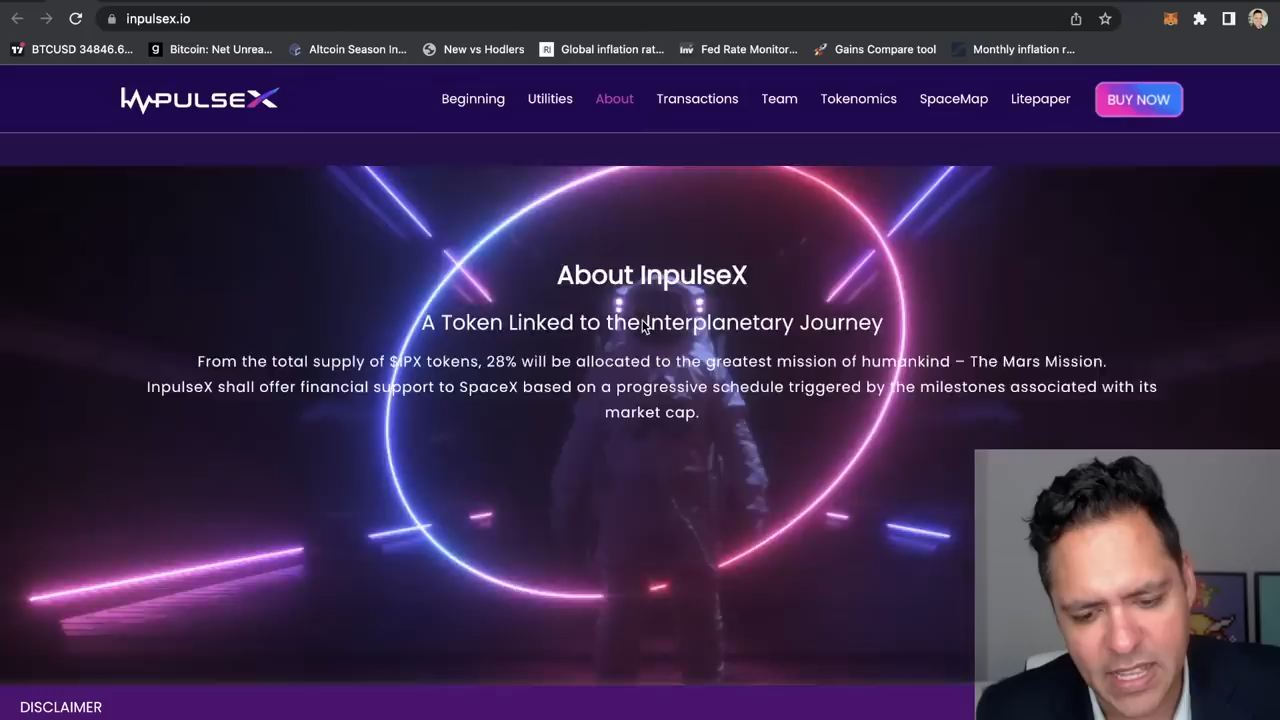 inpulsex.io
BTCUSD 34846.6... Bitcoin: Net Unrea... Altcoin Season In... New vs Hodlers Global inflation rat... Fed Rate Monitor... Gains Compare tool Monthly inflation r...
INPULSEX Beginning Utilities About Transactions Team Tokenomics SpaceMap Litepaper BUY NOW
About InpulseX
A Token Linked to the Interplanetary Journey
From the total supply of $IPX tokens, 28% will be allocated to the greatest mission of humankind – The Mars Mission.
InpulseX shall offer financial support to SpaceX based on a progressive schedule triggered by the milestones associated with its
market cap.
DISCLAIMER